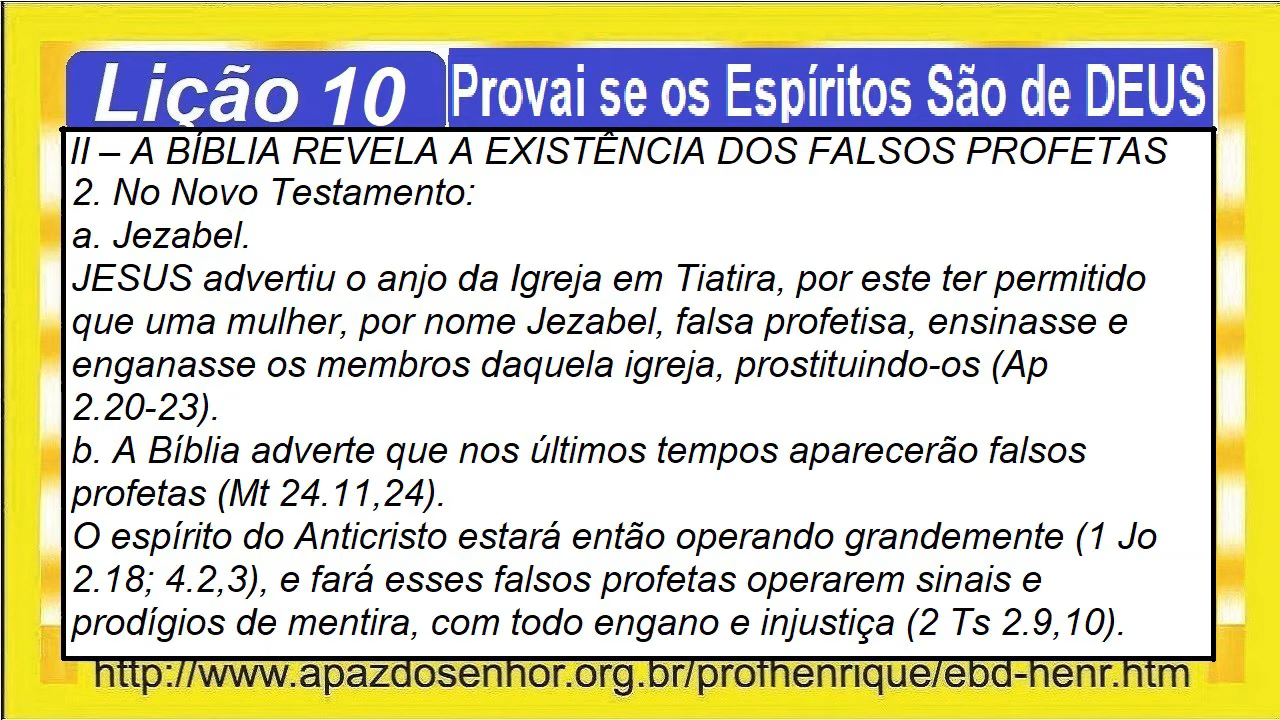 Lição 10 Provai se os Espíritos São de DEUS
II – A BÍBLIA REVELA A EXISTÊNCIA DOS FALSOS PROFETAS
2. No Novo Testamento:
a. Jezabel.
JESUS advertiu o anjo da Igreja em Tiatira, por este ter permitido
que uma mulher, por nome Jezabel, falsa profetisa, ensinasse e
enganasse os membros daquela igreja, prostituindo-os (Ap
2.20-23).
b. A Bíblia adverte que nos últimos tempos aparecerão falsos
profetas (Mt 24.11,24).
O espírito do Anticristo estará então operando grandemente (1 Jo
2.18; 4.2,3), e fará esses falsos profetas operarem sinais e
prodígios de mentira, com todo engano e injustiça (2 Ts 2.9,10).
http://www.apazdosenhor.org.br/profhenrique/ebd-henr.htm